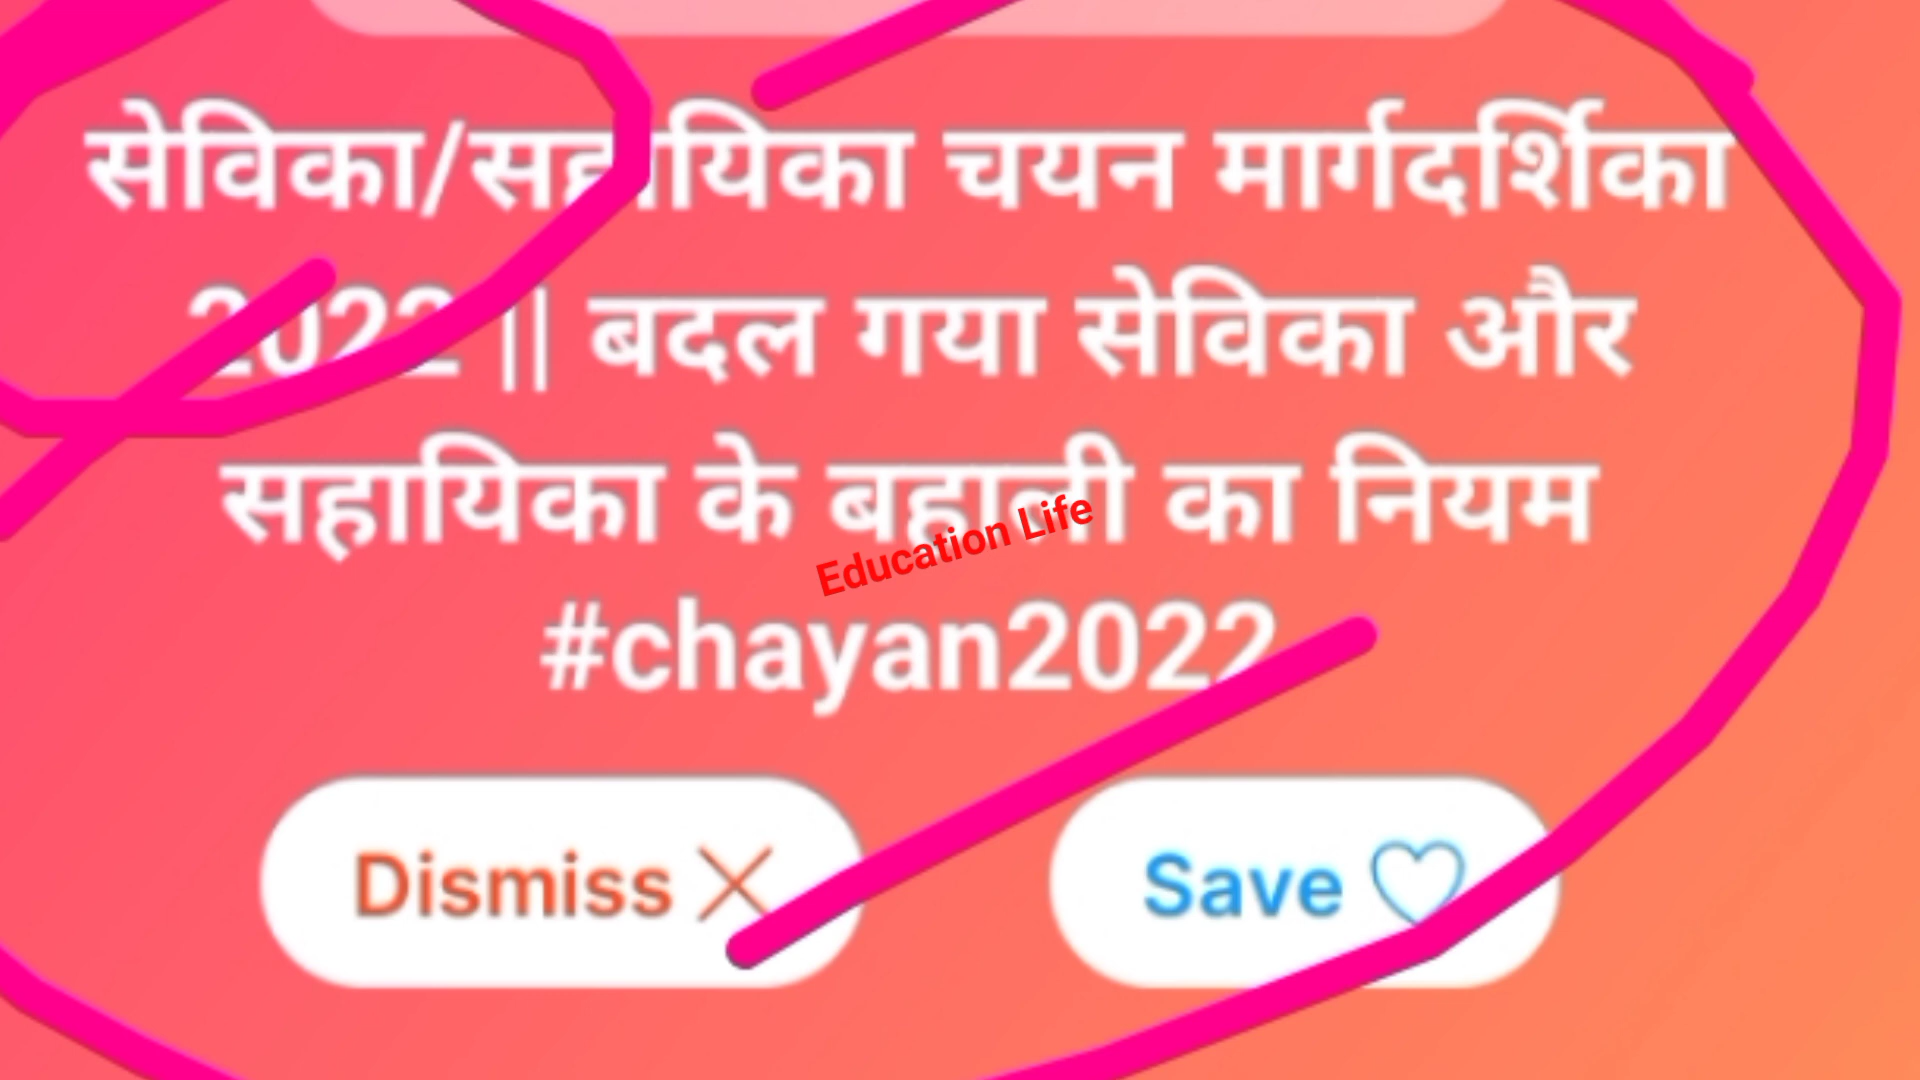 सेविका/सहायिका चयन मार्गदर्शिका
2022 || बदल गया सेविका और
सहायिका के बहाली का नियम
Education Life
#chayan2022
Dismiss
Save